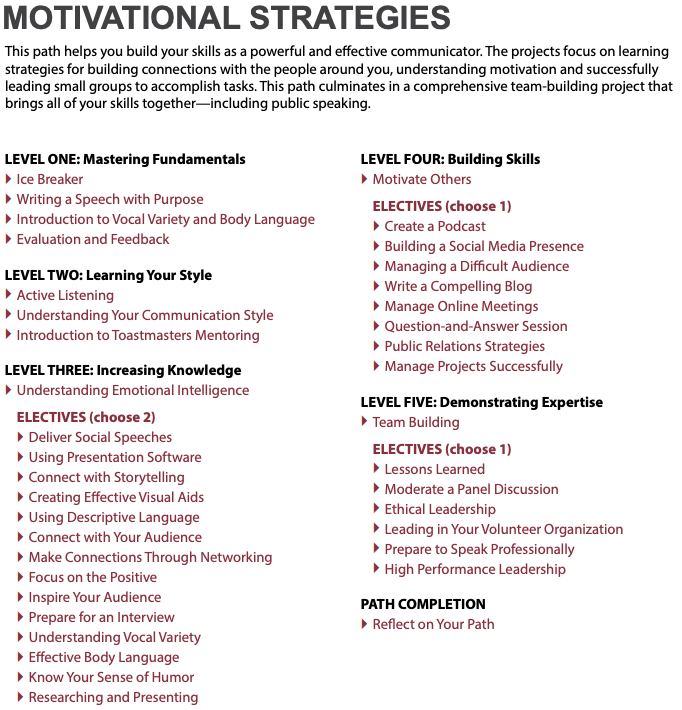 MOTIVATIONAL STRATEGIES
This path helps you build your skills as a powerful and effective communicator. The projects focus on learning
strategies for building connections with the people around you, understanding motivation and successfully
leading small groups to accomplish tasks. This path culminates in a comprehensive team-building project that
brings all of your skills together—including public speaking.
LEVEL ONE: Mastering Fundamentals
Ice Breaker
Writing a Speech with Purpose
Introduction to Vocal Variety and Body Language
Evaluation and Feedback
LEVEL TWO: Learning Your Style
Active Listening
Understanding Your Communication Style
Introduction to Toastmasters Mentoring
LEVEL THREE: Increasing Knowledge
Understanding Emotional Intelligence
ELECTIVES (choose 2)
Deliver Social Speeches
Using Presentation Software
Connect with Storytelling
Creating Effective Visual Aids
Using Descriptive Language
Connect with Your Audience
Make Connections Through Networking
Focus on the Positive
Inspire Your Audience
Prepare for an Interview
Understanding Vocal Variety
Effective Body Language
Know Your Sense of Humor
Researching and Presenting
LEVEL FOUR: Building Skills
Motivate Others
ELECTIVES (choose 1)
Create a Podcast
Building a Social Media Presence
Managing a Difficult Audience
Write a Compelling Blog
Manage Online Meetings
Question-and-Answer Session
Public Relations Strategies
Manage Projects Successfully
LEVEL FIVE: Demonstrating Expertise
Team Building
ELECTIVES (choose 1)
Lessons Learned
Moderate a Panel Discussion
Ethical Leadership
Leading in Your Volunteer Organization
Prepare to Speak Professionally
High Performance Leadership
PATH COMPLETION
Reflect on Your Path